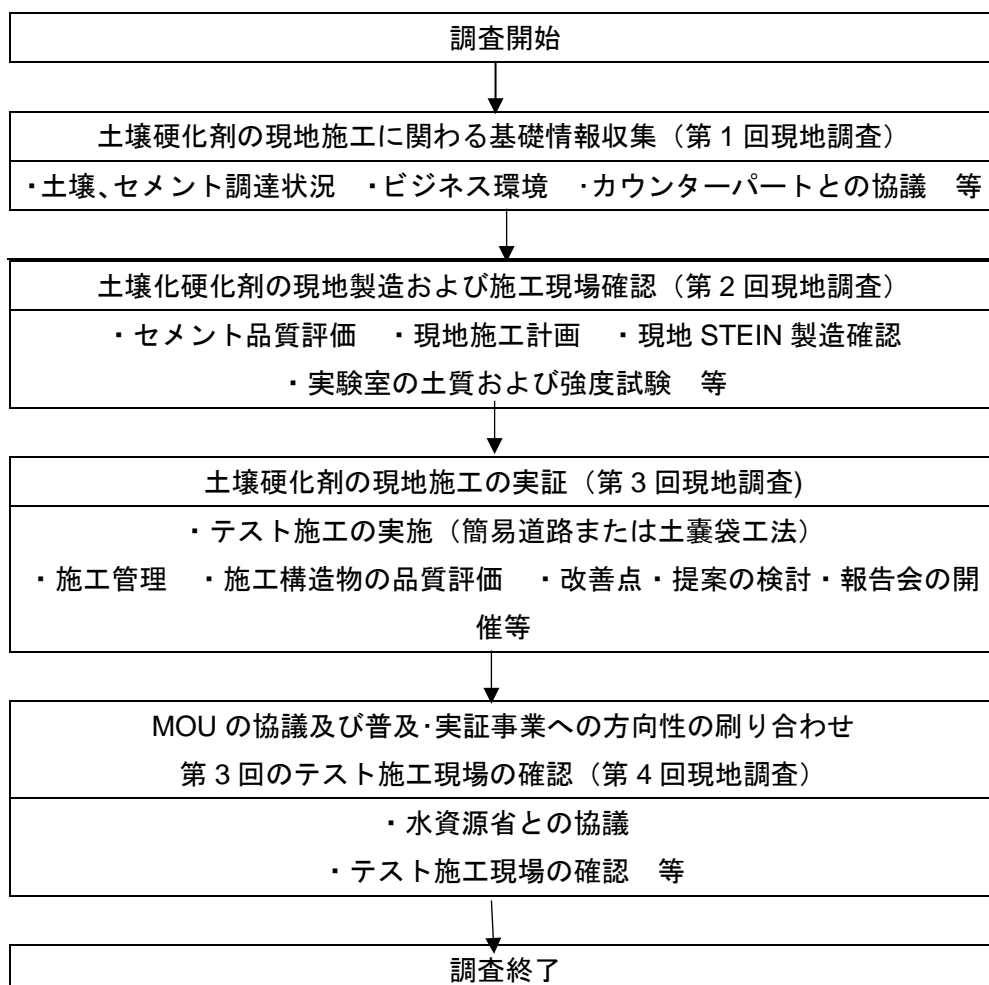 調査開始
土壌硬化剤の現地施工に関わる基礎情報収集（第 1 回現地調査）
・土壌、セメント調達状況　・ビジネス環境　・カウンターパートとの協議　等
土壌化硬化剤の現地製造および施工現場確認（第 2 回現地調査）
・セメント品質評価　・現地施工計画　・現地 STEIN 製造確認
・実験室の土質および強度試験　等
土壌硬化剤の現地施工の実証（第 3 回現地調査)
・テスト施工の実施（簡易道路または土嚢袋工法）
・施工管理　・施工構造物の品質評価　・改善点・提案の検討・報告会の開
催等
MOU の協議及び普及・実証事業への方向性の刷り合わせ
第 3 回のテスト施工現場の確認（第 4 回現地調査）
・水資源省との協議
・テスト施工現場の確認　等
調査終了